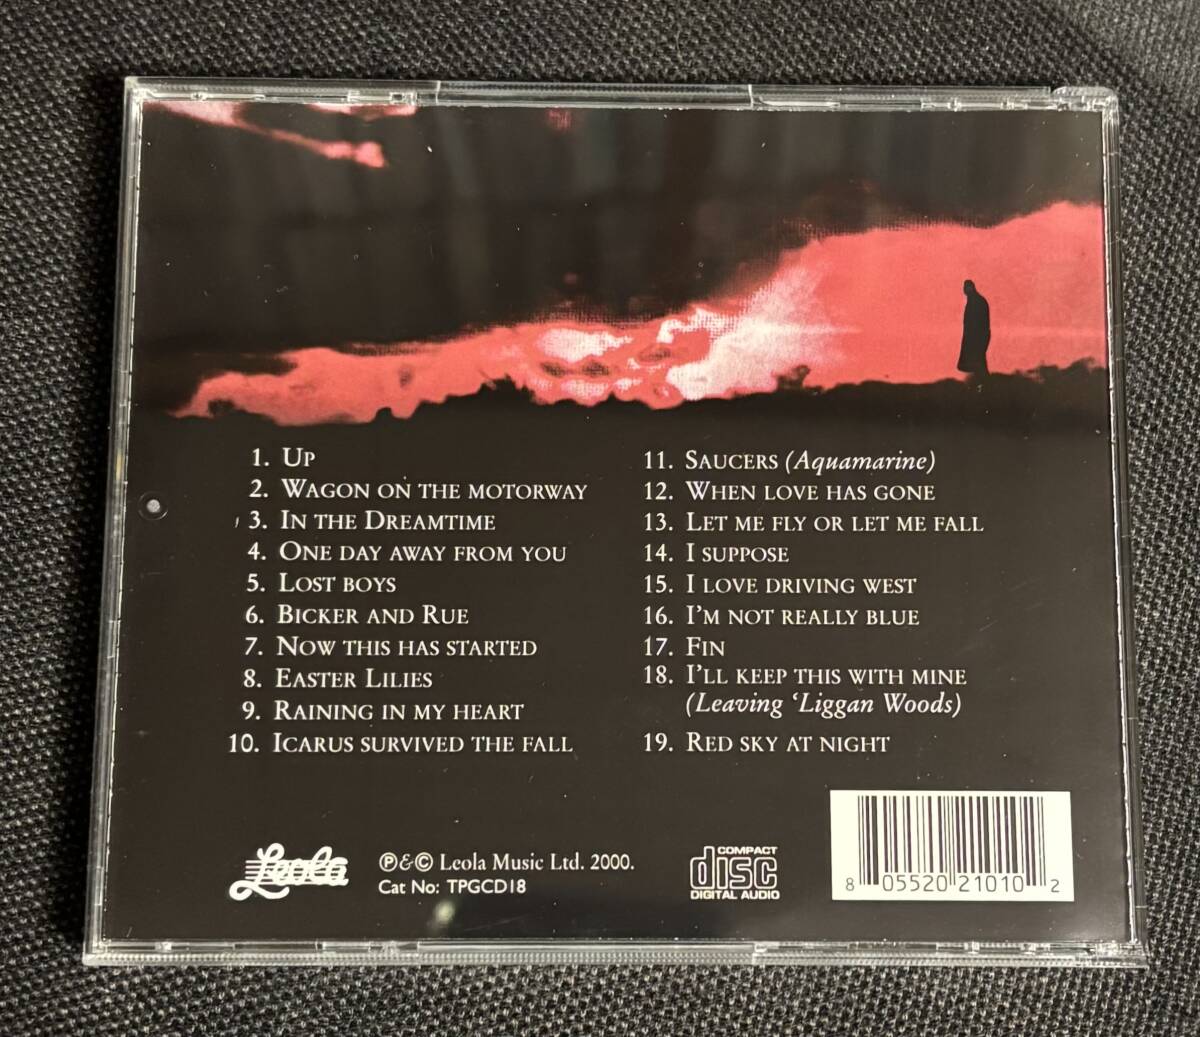 1. Up
2. Wagon on the motorway
3. In the Dreamtime
4. One day away from you
5. Lost boys
6. Bicker and Rue
7. Now this has started
8. Easter Lilies
9. Raining in my heart
10. Icarus survived the fall
11. Saucers (Aquamarine)
12. When love has gone
13. Let me fly or let me fall
14. I suppose
15. I love driving west
16. I'm not really blue
17. Fin
18. I'll keep this with mine
(Leaving 'Liggan Woods)
19. Red sky at night
Leola
℗&© Leola Music Ltd. 2000.
Cat No: TPGCD18
COMPACT
disc
DIGITAL AUDIO
8 05520 21010 2